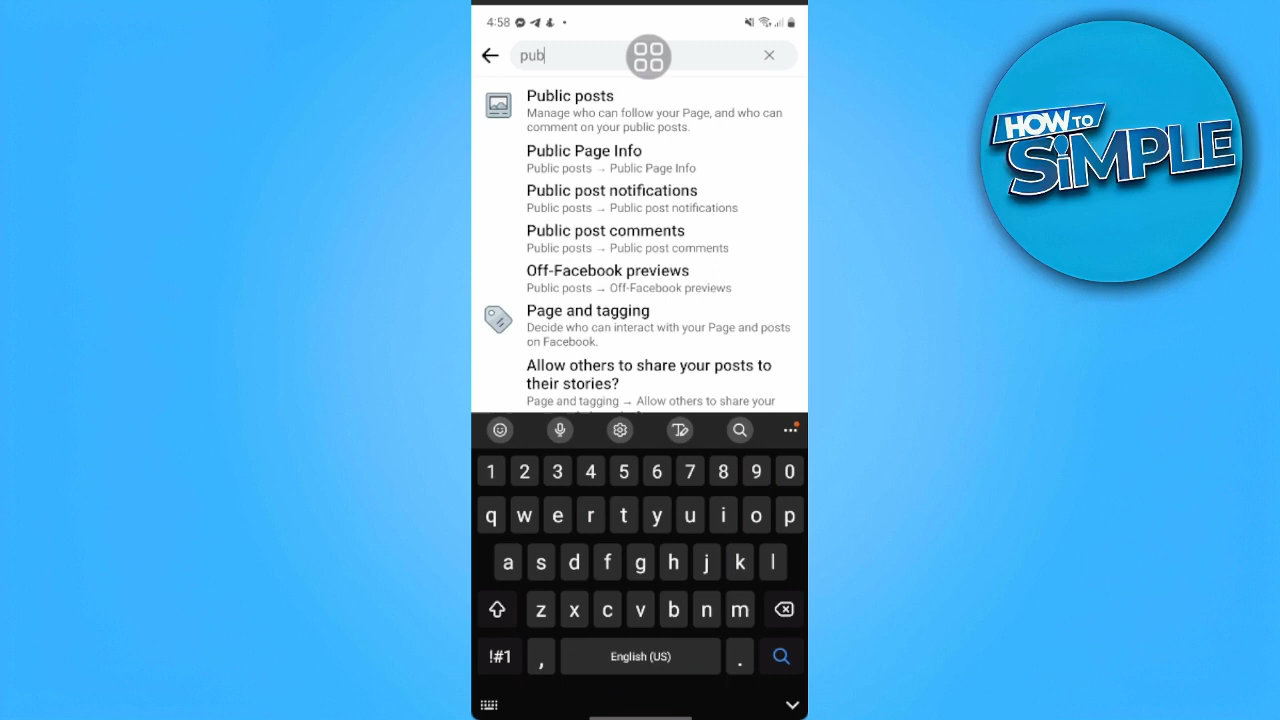 4:58
pub
Public posts
Manage who can follow your Page, and who can
comment on your public posts.
Public Page Info
Public posts → Public Page Info
Public post notifications
Public posts → Public post notifications
Public post comments
Public posts → Public post comments
Off-Facebook previews
Public posts → Off-Facebook previews
Page and tagging
Decide who can interact with your Page and posts
on Facebook.
Allow others to share your posts to
their stories?
Page and tagging → Allow others to share your
1 2 3 4 5 6 7 8 9 0
q w e r t y u i o p
a s d f g h j k l
z x c v b n m
!#1 , English (US) .
HOW TO
SiMPLE